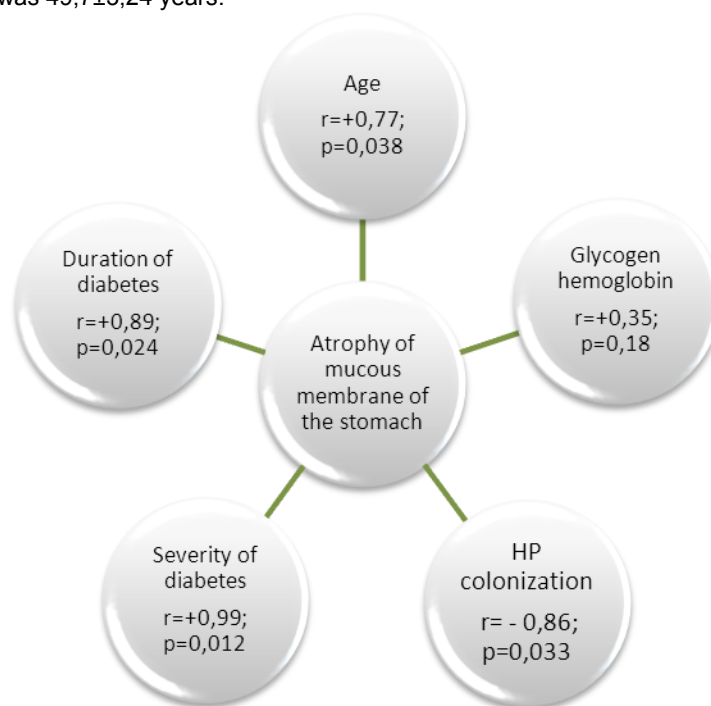 was years.
Age
r=+0,77;
p=0,038
Glycogen
hemoglobin
r=+0,35;
p=0,18
Duration of
diabetes
r=+0,89;
p=0,024
Atrophy of
mucous
membrane of
the stomach
Severity of
diabetes
r=+0,99;
p=0,012
HP
colonization
r= - 0,86;
p=0,033